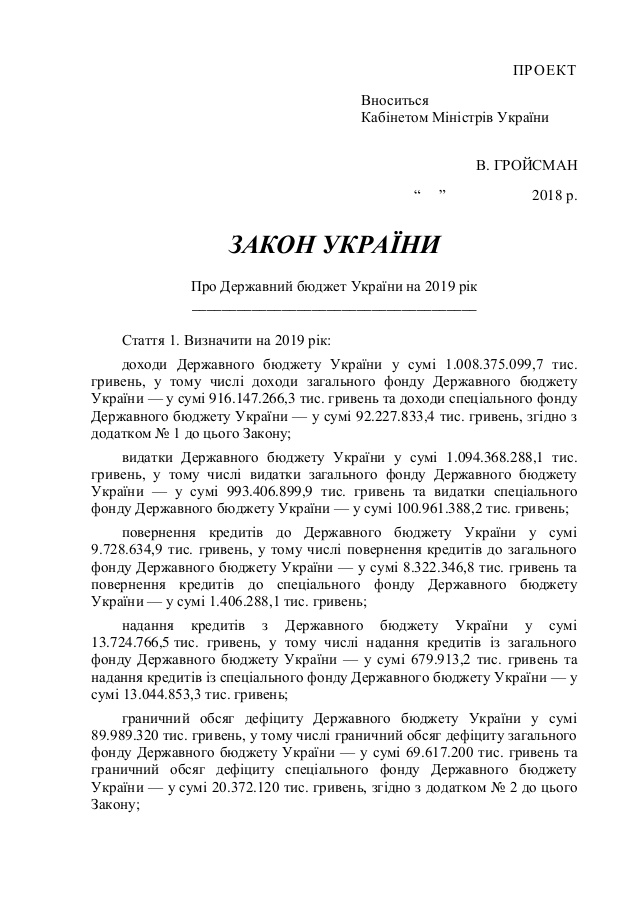 ПРОЕКТ
Вноситься
Кабінетом Міністрів України
В. ГРОЙСМАН
“ ” 2018 р.
ЗАКОН УКРАЇНИ
Про Державний бюджет України на 2019 рік
Стаття 1. Визначити на 2019 рік:
доходи Державного бюджету України у сумі 1.008.375.099,7 тис.
гривень, у тому числі доходи загального фонду Державного бюджету
України — у сумі 916.147.266,3 тис. гривень та доходи спеціального фонду
Державного бюджету України — у сумі 92.227.833,4 тис. гривень, згідно з
додатком № 1 до цього Закону;
видатки Державного бюджету України у сумі 1.094.368.288,1 тис.
гривень, у тому числі видатки загального фонду Державного бюджету
України — у сумі 993.406.899,9 тис. гривень та видатки спеціального
фонду Державного бюджету України — у сумі 100.961.388,2 тис. гривень;
повернення кредитів до Державного бюджету України у сумі
9.728.634,9 тис. гривень, у тому числі повернення кредитів до загального
фонду Державного бюджету України — у сумі 8.322.346,8 тис. гривень та
повернення кредитів до спеціального фонду Державного бюджету
України — у сумі 1.406.288,1 тис. гривень;
надання кредитів з Державного бюджету України у сумі
13.724.766,5 тис. гривень, у тому числі надання кредитів із загального
фонду Державного бюджету України — у сумі 679.913,2 тис. гривень та
надання кредитів із спеціального фонду Державного бюджету України — у
сумі 13.044.853,3 тис. гривень;
граничний обсяг дефіциту Державного бюджету України у сумі
89.989.320 тис. гривень, у тому числі граничний обсяг дефіциту загального
фонду Державного бюджету України — у сумі 69.617.200 тис. гривень та
граничний обсяг дефіциту спеціального фонду Державного бюджету
України — у сумі 20.372.120 тис. гривень, згідно з додатком № 2 до цього
Закону;